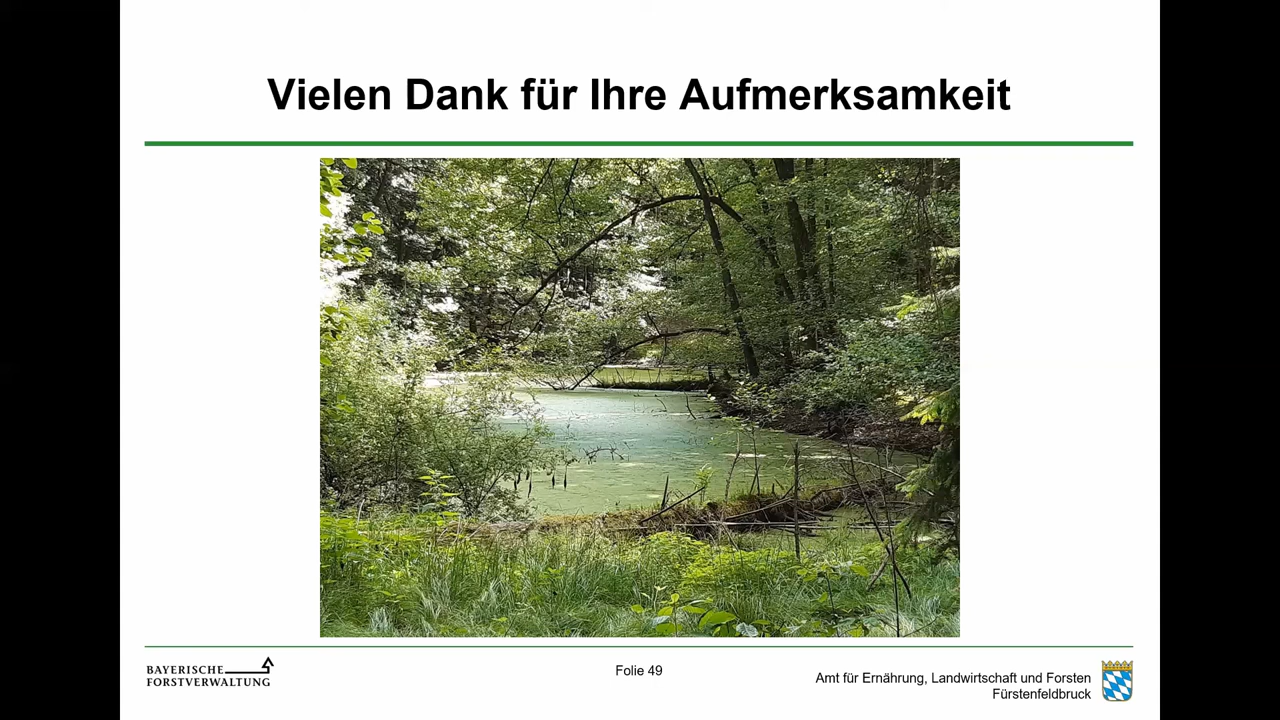 Vielen Dank für Ihre Aufmerksamkeit
BAYERISCHE
FORSTVERWALTUNG
Folie 49
Amt für Ernährung, Landwirtschaft und Forsten
Fürstenfeldbruck